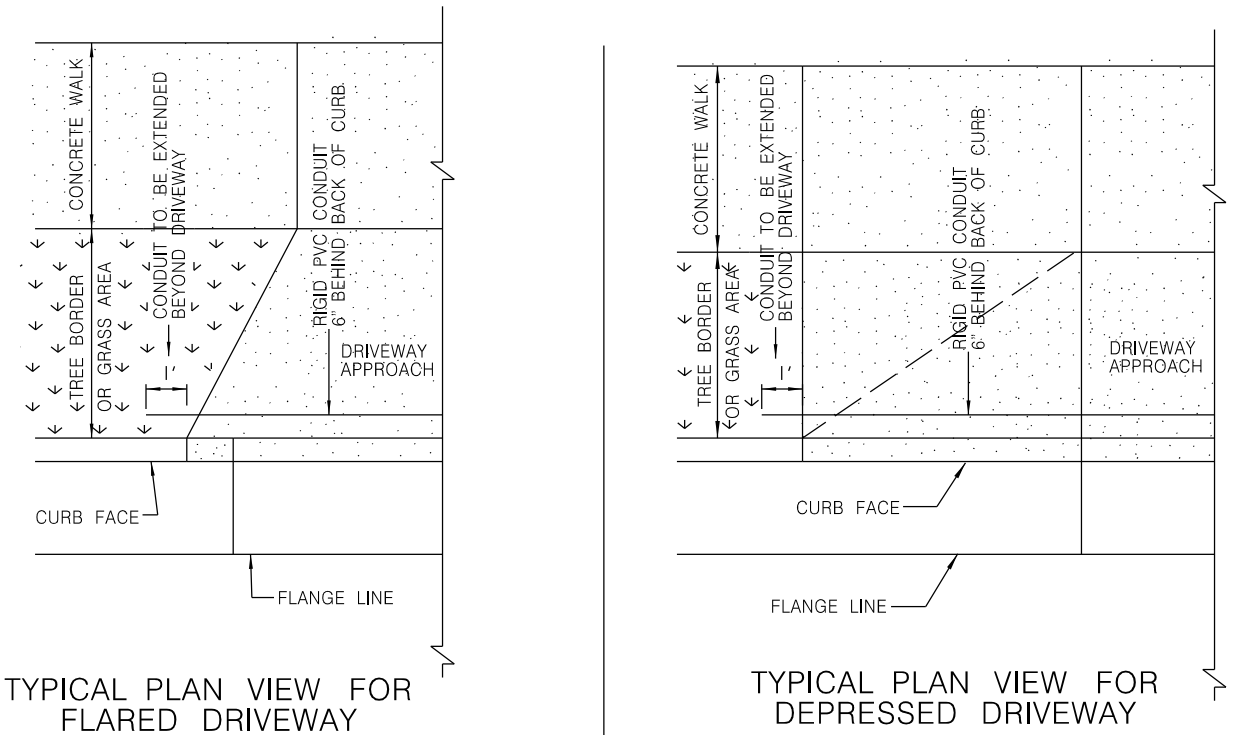 CONCRETE WALK
CONDUIT TO BE EXTENDED
BEYOND DRIVEWAY
RIGID PVC CONDUIT
6" BEHIND BACK OF CURB
TREE BORDER
OR GRASS AREA
1'
DRIVEWAY
APPROACH
CURB FACE
FLANGE LINE
TYPICAL PLAN VIEW FOR
FLARED DRIVEWAY
CONCRETE WALK
CONDUIT TO BE EXTENDED
BEYOND DRIVEWAY
RIGID PVC CONDUIT
6" BEHIND BACK OF CURB
TREE BORDER
OR GRASS AREA
1'
DRIVEWAY
APPROACH
CURB FACE
FLANGE LINE
TYPICAL PLAN VIEW FOR
DEPRESSED DRIVEWAY